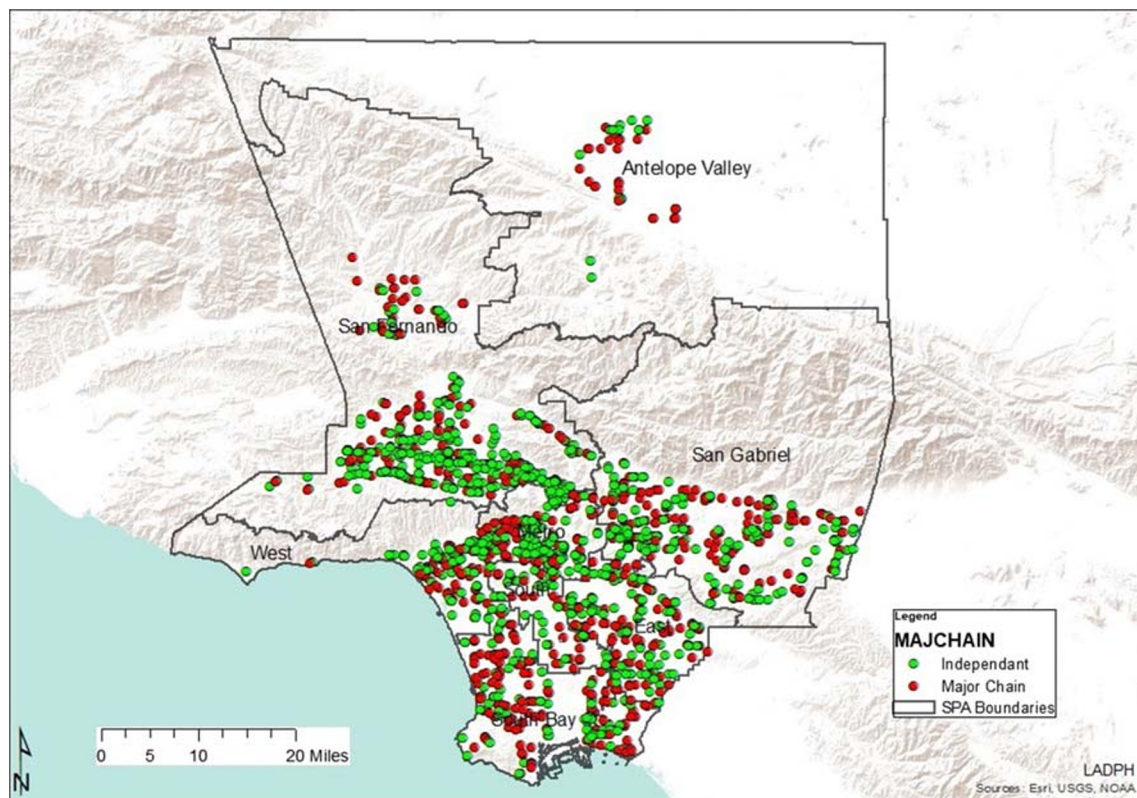 Antelope Valley
San Fernando
San Gabriel
Metro
West
South
East
South Bay
Legend
MAJCHAIN
Independant
Major Chain
SPA Boundaries
0 5 10 20 Miles
N
LADPH
Sources: Esri, USGS, NOAA